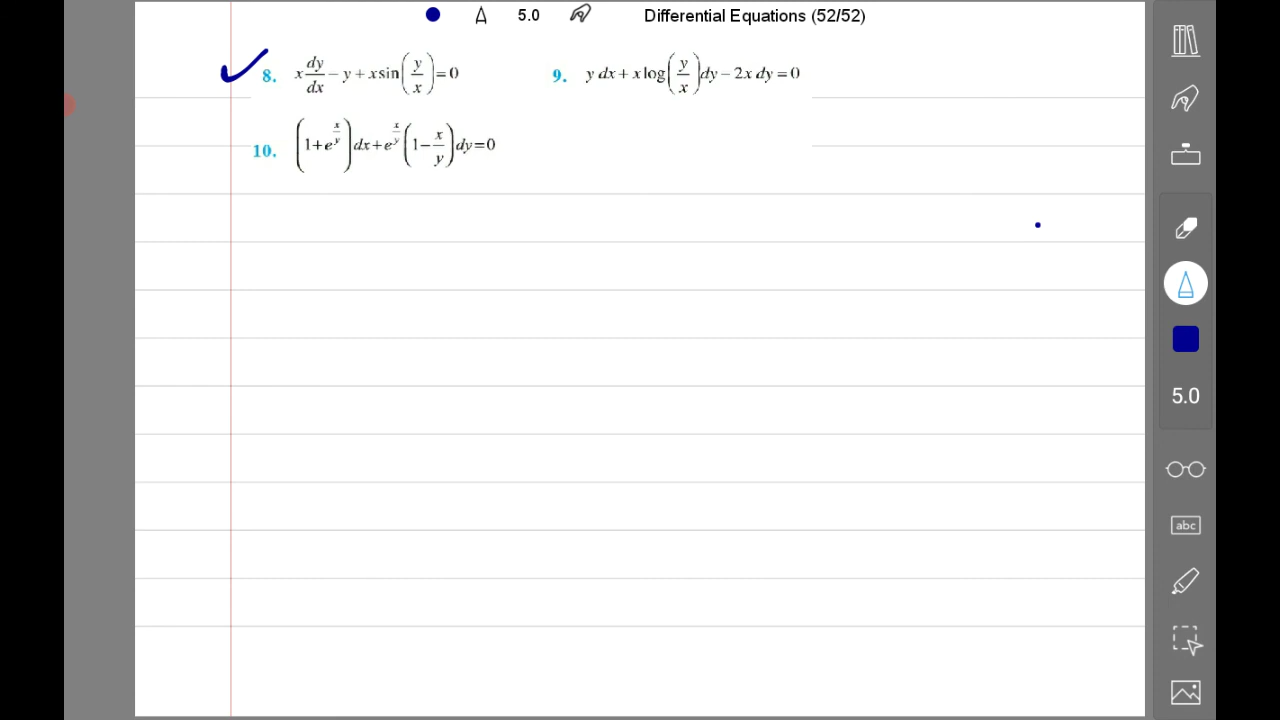 5.0 Differential Equations (52/52)
8. x dy/dx − y + x sin(y/x) = 0 9. y dx + x log(y/x) dy − 2x dy = 0
10. (1 + e^(x/y)) dx + e^(x/y) (1 − x/y) dy = 0
5.0
abc